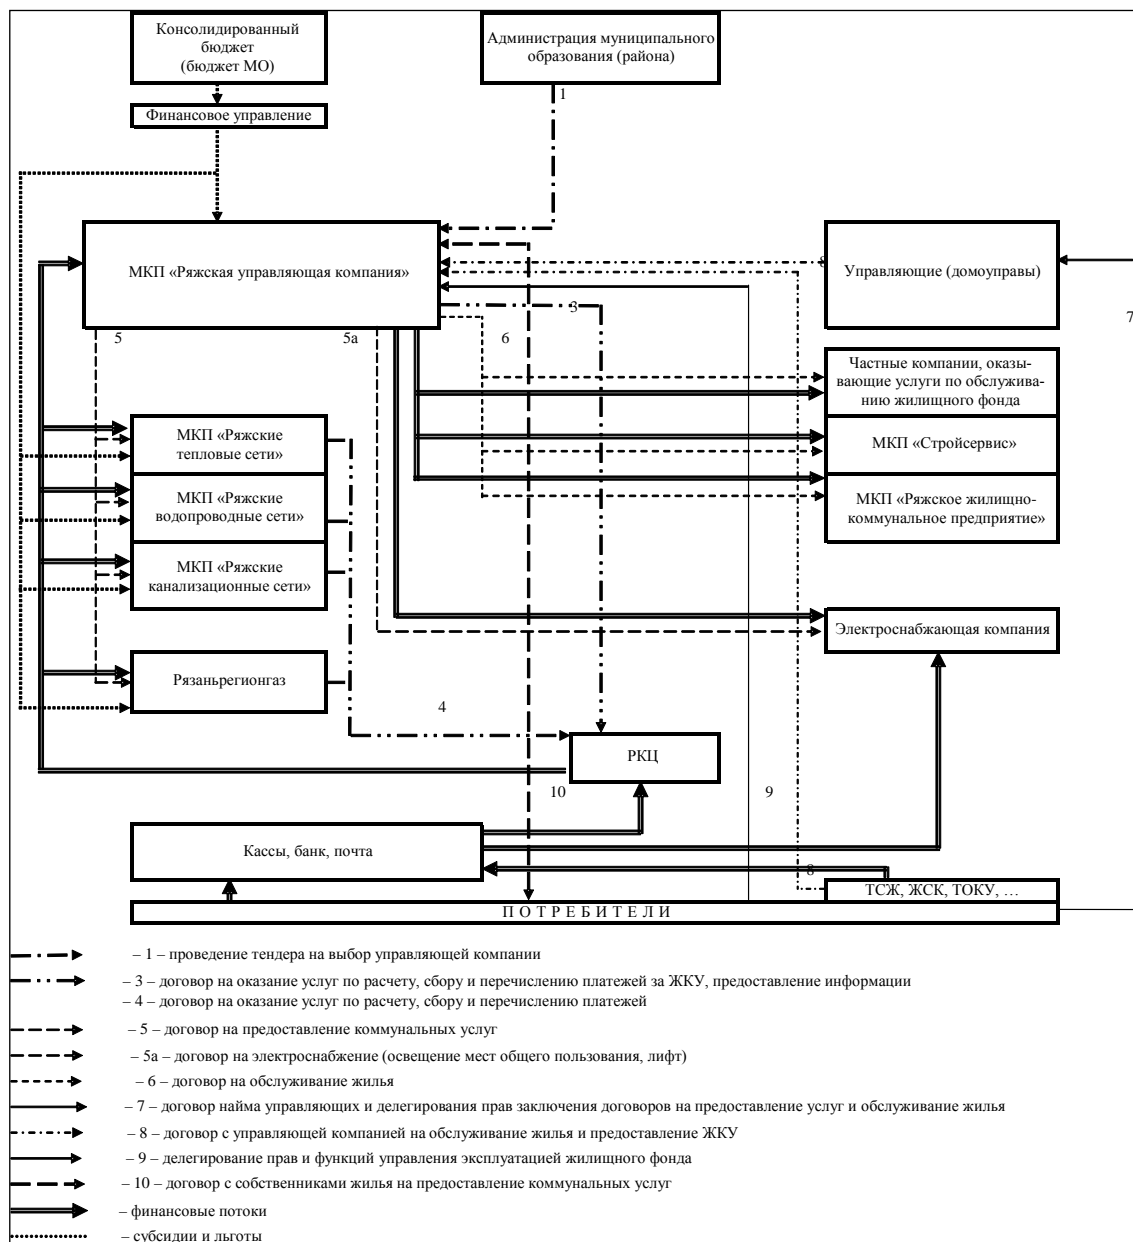 Консолидированный
бюджет
(бюджет МО)
Администрация муниципального
образования (района)
1
Финансовое управление
МКП «Ряжская управляющая компания»
8
Управляющие (домоуправы)
3
7
5
5а
6
Частные компании, оказы-
вающие услуги по обслужива-
нию жилищного фонда
МКП «Ряжские
тепловые сети»
МКП «Стройсервис»
МКП «Ряжские
водопроводные сети»
МКП «Ряжское жилищно-
коммунальное предприятие»
МКП «Ряжские
канализационные сети»
Электроснабжающая компания
Рязаньрегионгаз
4
РКЦ
10
9
Кассы, банк, почта
8
ТСЖ, ЖСК, ТОКУ, …
П О Т Р Е Б И Т Е Л И
– 1 – проведение тендера на выбор управляющей компании
– 3 – договор на оказание услуг по расчету, сбору и перечислению платежей за ЖКУ, предоставление информации
– 4 – договор на оказание услуг по расчету, сбору и перечислению платежей
– 5 – договор на предоставление коммунальных услуг
– 5а – договор на электроснабжение (освещение мест общего пользования, лифт)
– 6 – договор на обслуживание жилья
– 7 – договор найма управляющих и делегирования прав заключения договоров на предоставление услуг и обслуживание жилья
– 8 – договор с управляющей компанией на обслуживание жилья и предоставление ЖКУ
– 9 – делегирование прав и функций управления эксплуатацией жилищного фонда
– 10 – договор с собственниками жилья на предоставление коммунальных услуг
– финансовые потоки
– субсидии и льготы